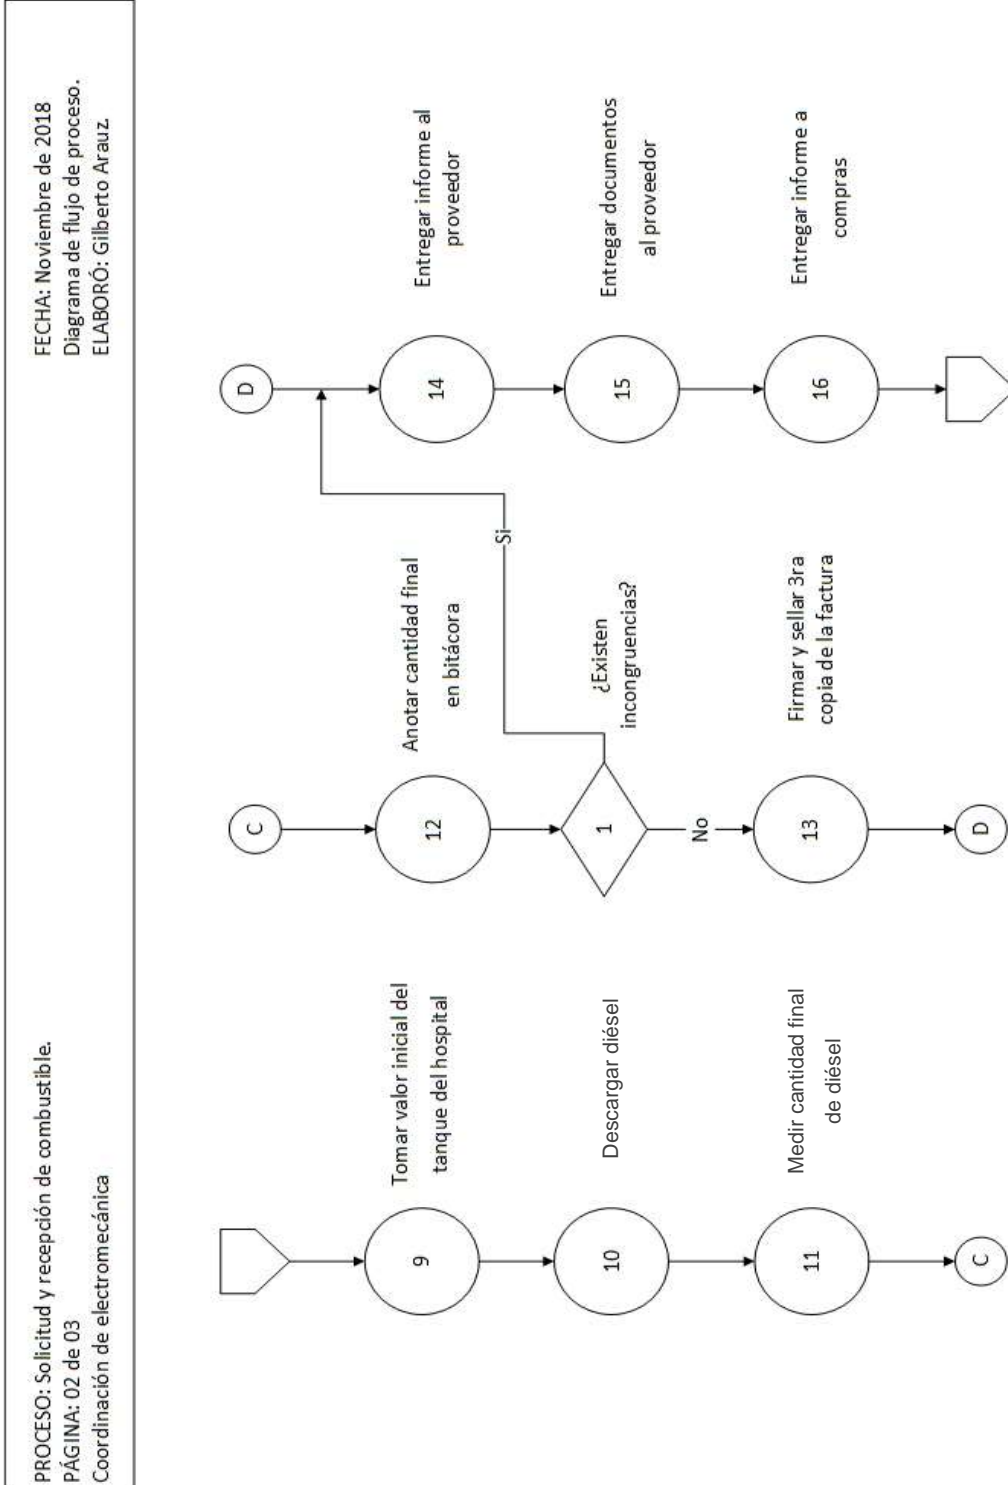 PROCESO: Solicitud y recepción de combustible.
PÁGINA: 02 de 03
Coordinación de electromecánica
FECHA: Noviembre de 2018
Diagrama de flujo de proceso.
ELABORÓ: Gilberto Arauz.
9
Tomar valor inicial del
tanque del hospital
10
Descargar diésel
11
Medir cantidad final
de diésel
C
C
12
Anotar cantidad final
en bitácora
1
¿Existen
incongruencias?
Si
No
13
Firmar y sellar 3ra
copia de la factura
D
D
14
Entregar informe al
proveedor
15
Entregar documentos
al proveedor
16
Entregar informe a
compras